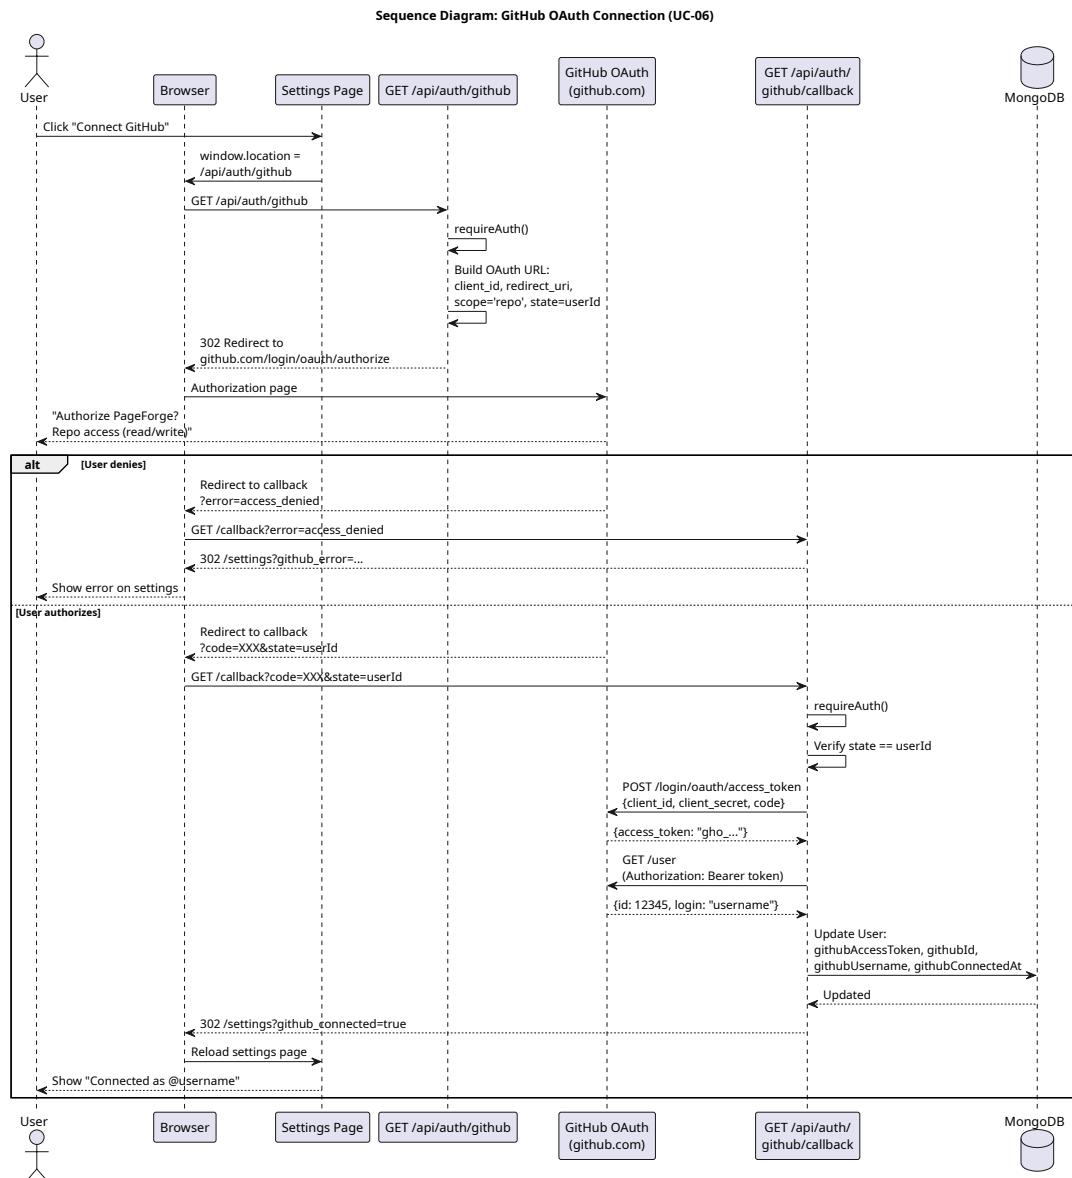 Sequence Diagram: GitHub OAuth Connection (UC-06)
User
Browser
Settings Page
GET /api/auth/github
GitHub OAuth
(github.com)
GET /api/auth/
github/callback
MongoDB
Click "Connect GitHub"
window.location =
/api/auth/github
GET /api/auth/github
requireAuth()
Build OAuth URL:
client_id, redirect_uri,
scope='repo', state=userId
302 Redirect to
github.com/login/oauth/authorize
Authorization page
"Authorize PageForge?
Repo access (read/write)"
alt
[User denies]
Redirect to callback
?error=access_denied
GET /callback?error=access_denied
302 /settings?github_error=...
Show error on settings
[User authorizes]
Redirect to callback
?code=XXX&state=userId
GET /callback?code=XXX&state=userId
requireAuth()
Verify state == userId
POST /login/oauth/access_token
{client_id, client_secret, code}
{access_token: "gho_..."}
GET /user
(Authorization: Bearer token)
{id: 12345, login: "username"}
Update User:
githubAccessToken, githubId,
githubUsername, githubConnectedAt
Updated
302 /settings?github_connected=true
Reload settings page
Show "Connected as @username"
User
Browser
Settings Page
GET /api/auth/github
GitHub OAuth
(github.com)
GET /api/auth/
github/callback
MongoDB